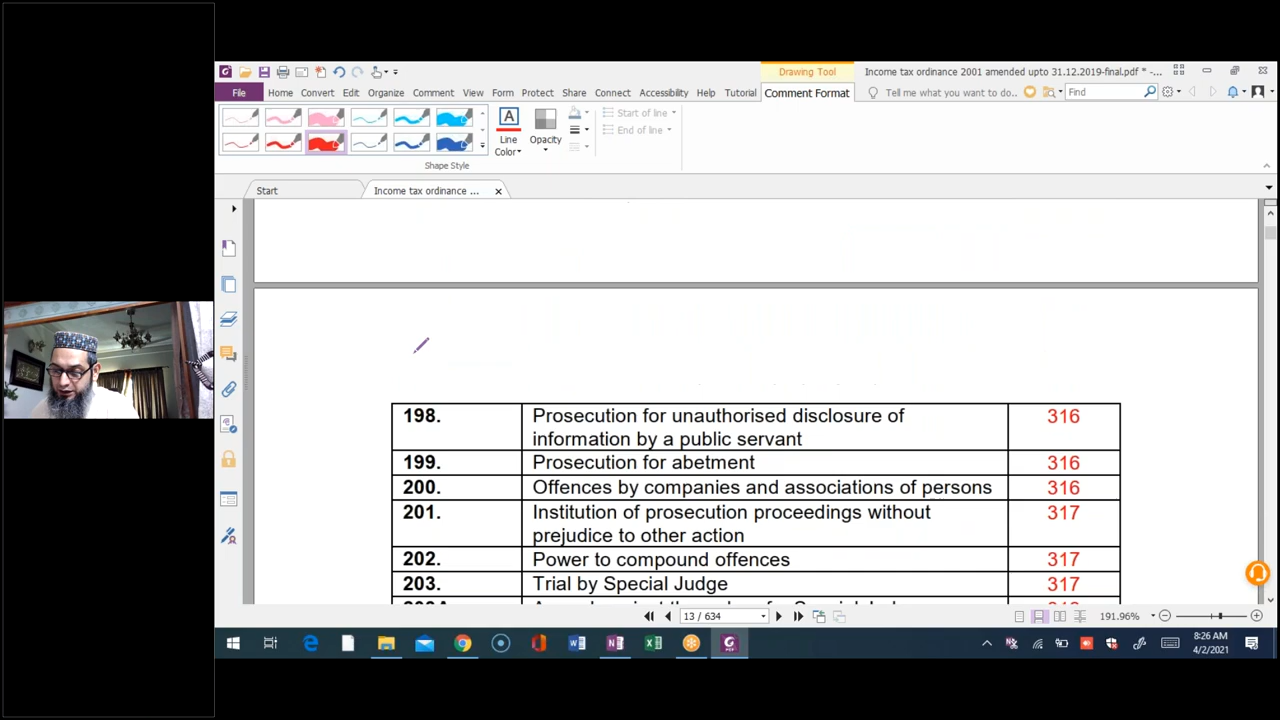 Drawing Tool
Income tax ordinance 2001 amended upto 31.12.2019-final.pdf * - ...
File Home Convert Edit Organize Comment View Form Protect Share Connect Accessibility Help Tutorial Comment Format Tell me what you want to do.. Find
Line Color
Opacity
Start of line
End of line
Shape Style
Start
Income tax ordinance ...
198. Prosecution for unauthorised disclosure of 316
information by a public servant
199. Prosecution for abetment 316
200. Offences by companies and associations of persons 316
201. Institution of prosecution proceedings without 317
prejudice to other action
202. Power to compound offences 317
203. Trial by Special Judge 317
13 / 634
191.96%
8:26 AM
4/2/2021